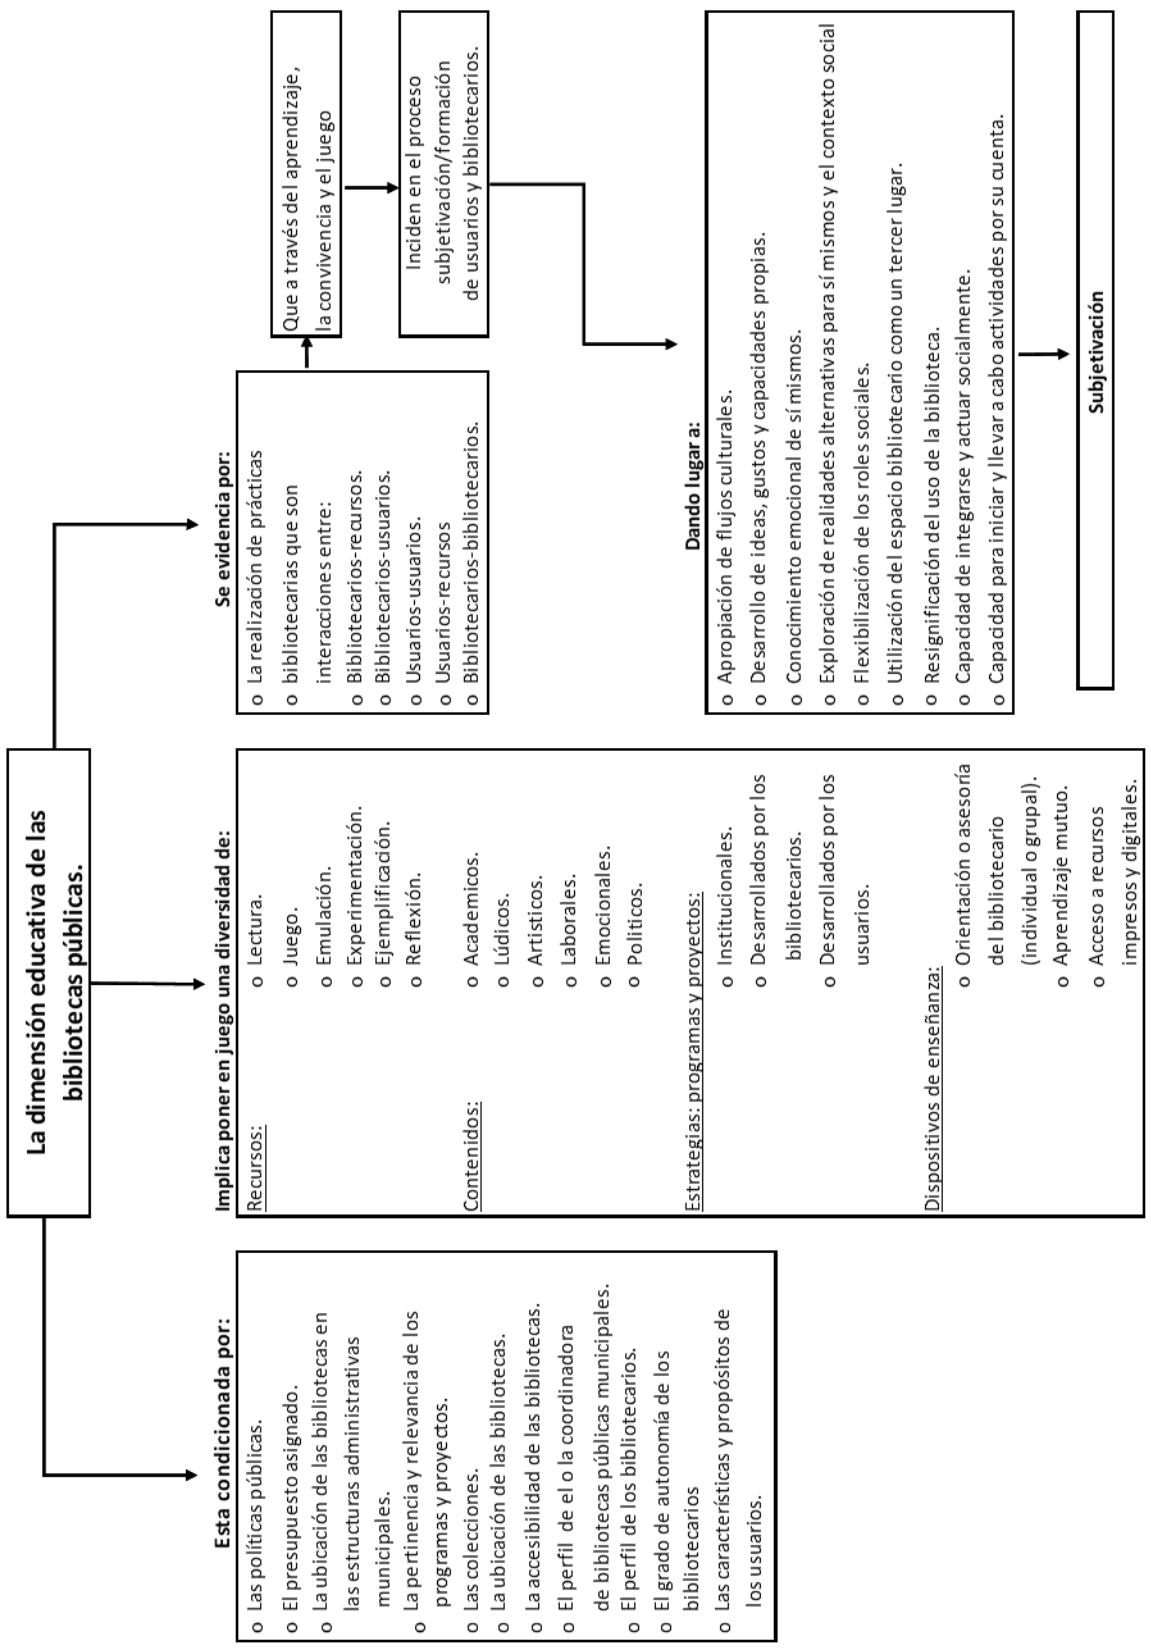 La dimensión educativa de las
bibliotecas públicas.
Esta condicionada por:
o Las políticas públicas.
o El presupuesto asignado.
o La ubicación de las bibliotecas en
las estructuras administrativas
municipales.
o La pertinencia y relevancia de los
programas y proyectos.
o Las colecciones.
o La ubicación de las bibliotecas.
o La accesibilidad de las bibliotecas.
o El perfil de el o la coordinadora
de bibliotecas públicas municipales.
o El perfil de los bibliotecarios.
o El grado de autonomía de los
bibliotecarios
o Las características y propósitos de
los usuarios.
Implica poner en juego una diversidad de:
Recursos:
o Lectura.
o Juego.
o Emulación.
o Experimentación.
o Ejemplificación.
o Reflexión.
Contenidos:
o Academicos.
o Lúdicos.
o Artisticos.
o Laborales.
o Emocionales.
o Politicos.
Estrategias: programas y proyectos:
o Institucionales.
o Desarrollados por los
bibliotecarios.
o Desarrollados por los
usuarios.
Dispositivos de enseñanza:
o Orientación o asesoría
del bibliotecario
(individual o grupal).
o Aprendizaje mutuo.
o Acceso a recursos
impresos y digitales.
Se evidencia por:
o La realización de prácticas
o bibliotecarias que son
interacciones entre:
o Bibliotecarios-recursos.
o Bibliotecarios-usuarios.
o Usuarios-usuarios.
o Usuarios-recursos
o Bibliotecarios-bibliotecarios.
Que a través del aprendizaje,
la convivencia y el juego
Inciden en el proceso
subjetivación/formación
de usuarios y bibliotecarios.
Dando lugar a:
o Apropiación de flujos culturales.
o Desarrollo de ideas, gustos y capacidades propias.
o Conocimiento emocional de sí mismos.
o Exploración de realidades alternativas para sí mismos y el contexto social
o Flexibilización de los roles sociales.
o Utilización del espacio bibliotecario como un tercer lugar.
o Resignificación del uso de la biblioteca.
o Capacidad de integrarse y actuar socialmente.
o Capacidad para iniciar y llevar a cabo actividades por su cuenta.
Subjetivación